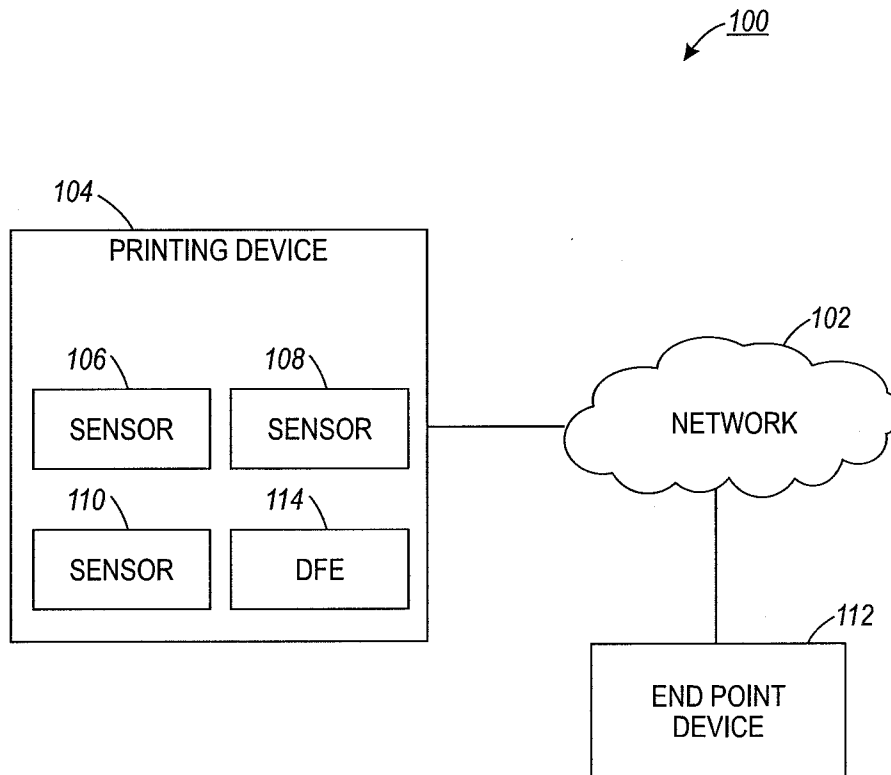 100
104
PRINTING DEVICE
102
106
108
SENSOR
SENSOR
NETWORK
110
114
SENSOR
DFE
112
END POINT
DEVICE